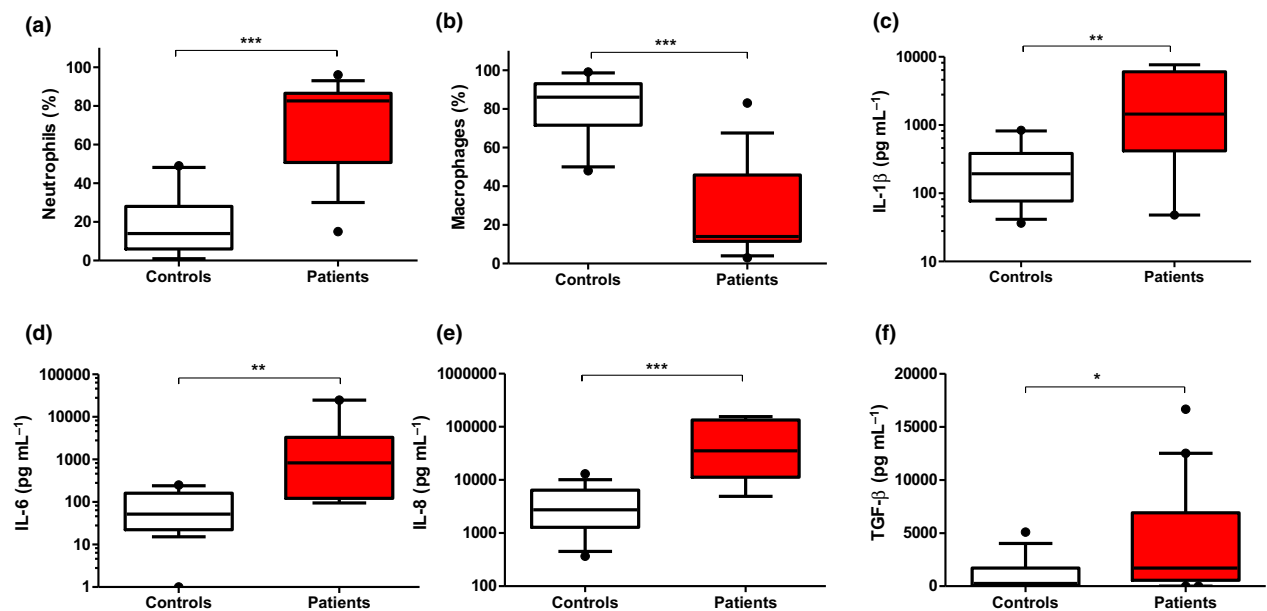 (a)
***
Neutrophils (%)
100
80
60
40
20
0
Controls Patients
(b)
***
Macrophages (%)
100
80
60
40
20
0
Controls Patients
(c)
**
IL-1β (pg mL⁻¹)
10000
1000
100
10
Controls Patients
(d)
**
IL-6 (pg mL⁻¹)
100000
10000
1000
100
10
1
Controls Patients
(e)
***
IL-8 (pg mL⁻¹)
1000000
100000
10000
1000
100
Controls Patients
(f)
*
TGF-β (pg mL⁻¹)
20000
15000
10000
5000
0
Controls Patients